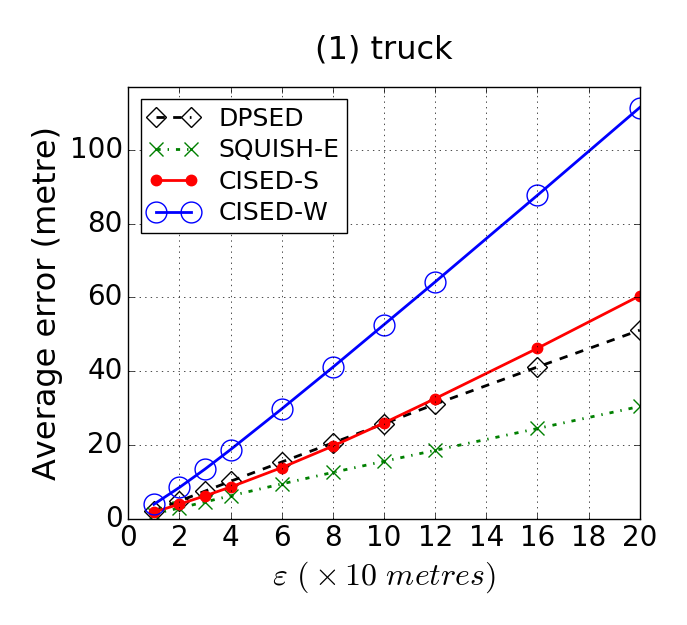 (1) truck
DPSED
SQUISH-E
CISED-S
CISED-W
Average error (metre)
100
80
60
40
20
0
0 2 4 6 8 10 12 14 16 18 20
ε (×10 metres)